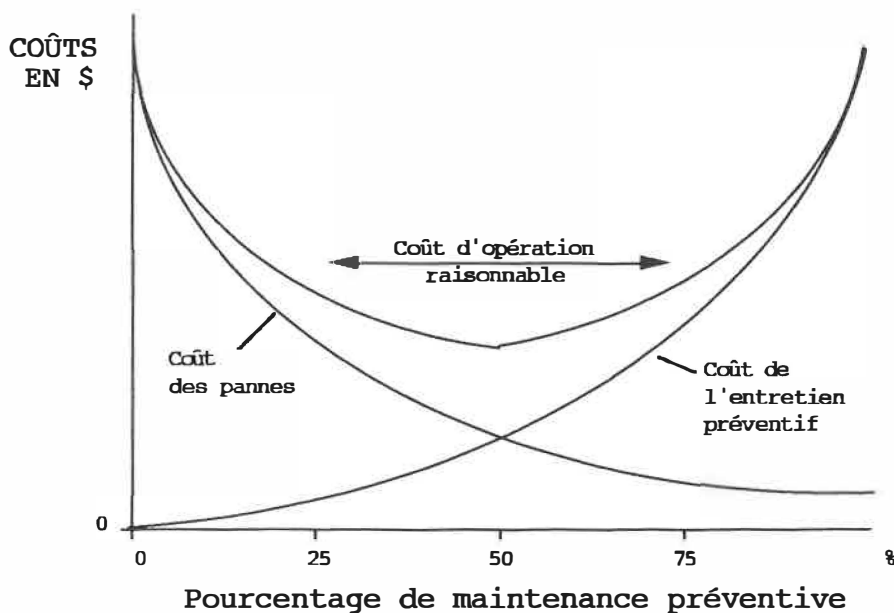 COÛTS
EN $
Coût d'opération
raisonnable
Coût
des pannes
Coût de
l'entretien
préventif
0
0
25
50
75
%
Pourcentage de maintenance préventive